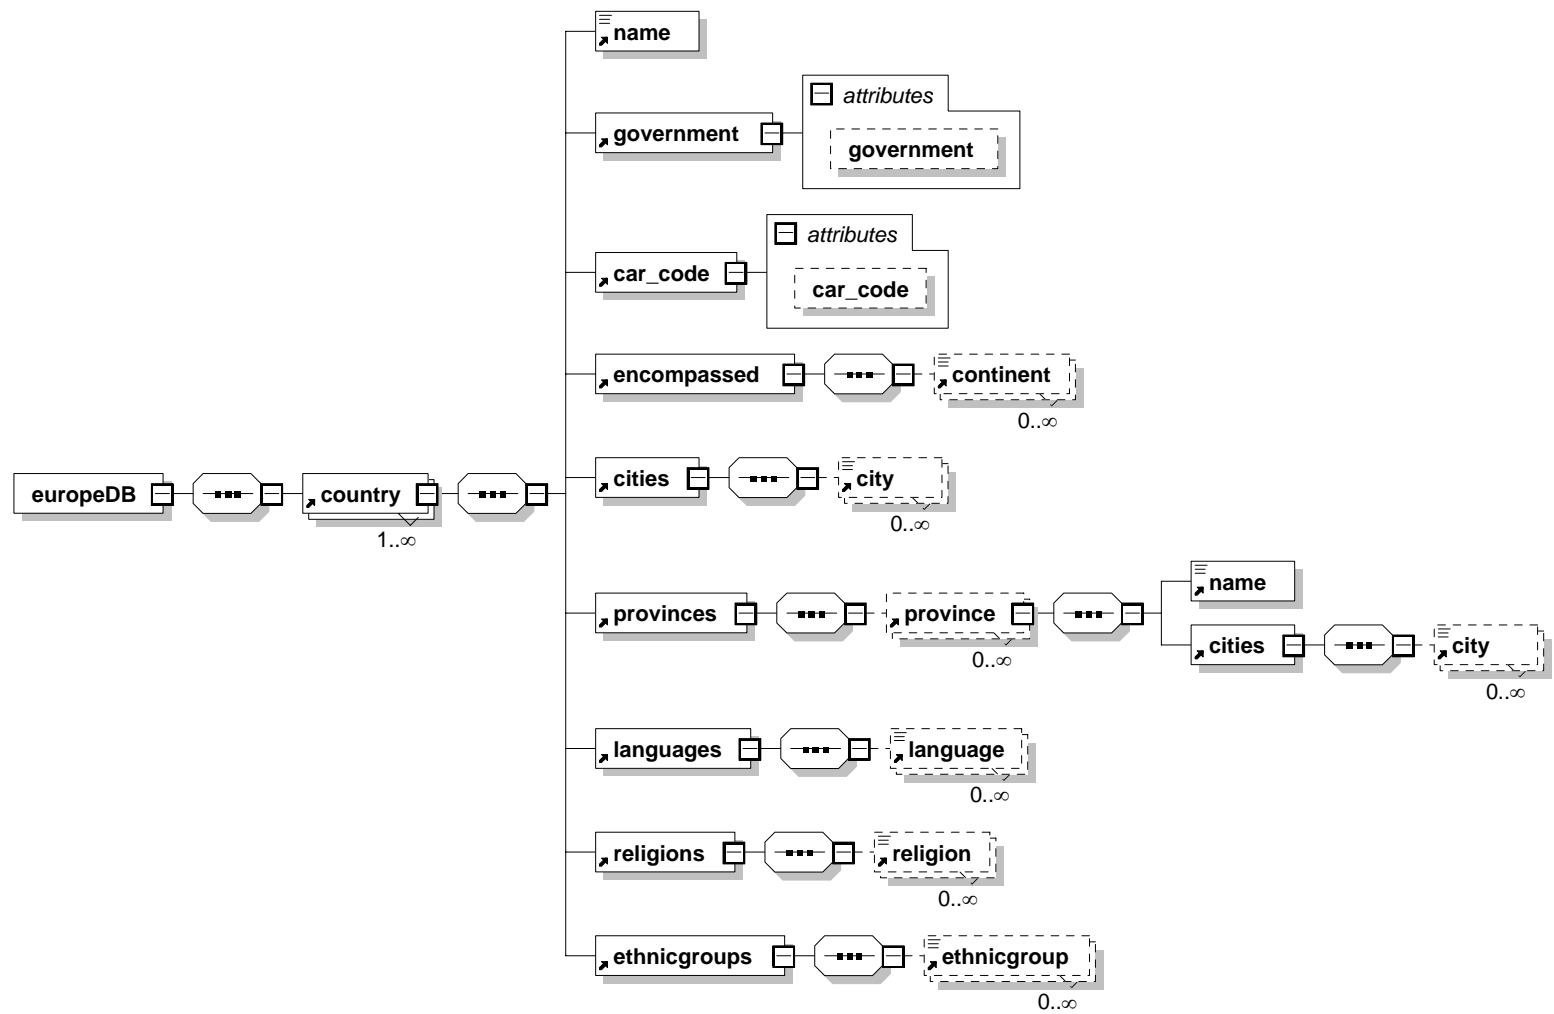 name
attributes
government
government
attributes
car_code
car_code
encompassed
continent
0..∞
europeDB
country
1..∞
cities
city
0..∞
provinces
province
0..∞
name
cities
city
0..∞
languages
language
0..∞
religions
religion
0..∞
ethnicgroups
ethnicgroup
0..∞